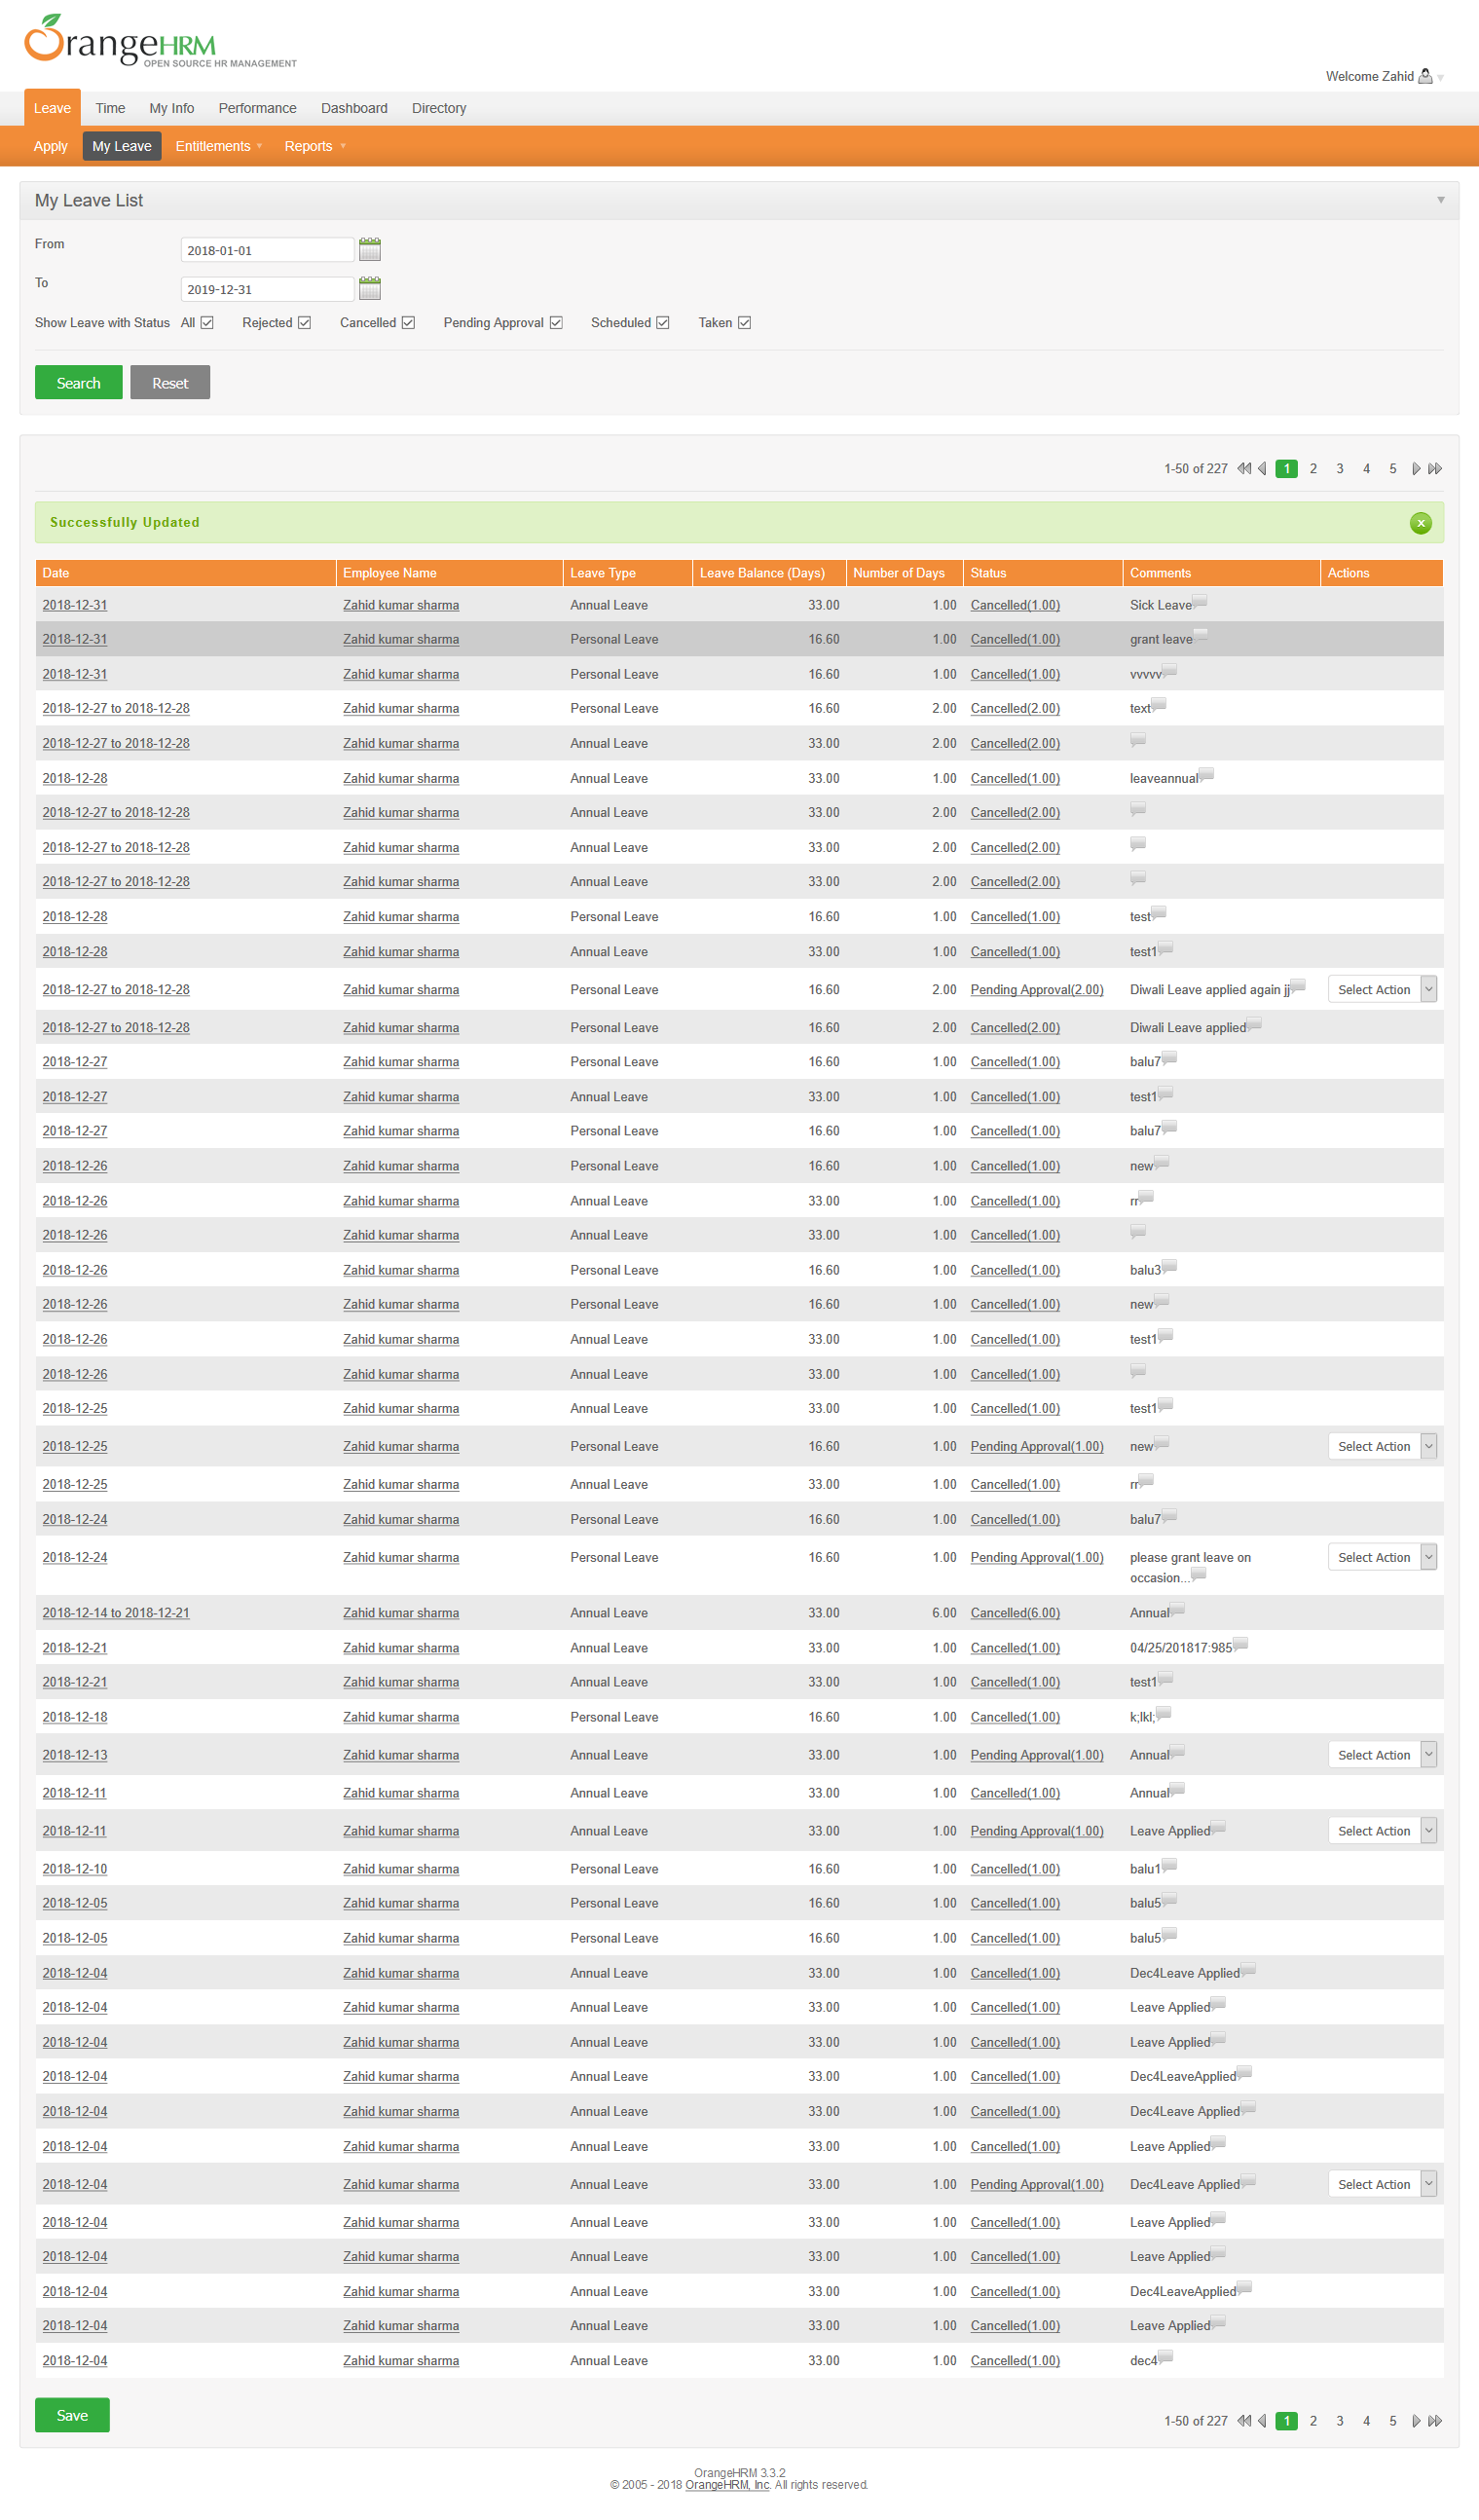 OrangeHRM
OPEN SOURCE HR MANAGEMENT
Welcome Zahid
Leave Time My Info Performance Dashboard Directory
Apply My Leave Entitlements Reports
My Leave List
From 2018-01-01
To 2019-12-31
Show Leave with Status All Rejected Cancelled Pending Approval Scheduled Taken
Search Reset
1-50 of 227 1 2 3 4 5
Successfully Updated x
Date Employee Name Leave Type Leave Balance (Days) Number of Days Status Comments Actions
2018-12-31 Zahid kumar sharma Annual Leave 33.00 1.00 Cancelled(1.00) Sick Leave
2018-12-31 Zahid kumar sharma Personal Leave 16.60 1.00 Cancelled(1.00) grant leave
2018-12-31 Zahid kumar sharma Personal Leave 16.60 1.00 Cancelled(1.00) vvvvv
2018-12-27 to 2018-12-28 Zahid kumar sharma Personal Leave 16.60 2.00 Cancelled(2.00) text
2018-12-27 to 2018-12-28 Zahid kumar sharma Annual Leave 33.00 2.00 Cancelled(2.00)
2018-12-28 Zahid kumar sharma Annual Leave 33.00 1.00 Cancelled(1.00) leaveannual
2018-12-27 to 2018-12-28 Zahid kumar sharma Annual Leave 33.00 2.00 Cancelled(2.00)
2018-12-27 to 2018-12-28 Zahid kumar sharma Annual Leave 33.00 2.00 Cancelled(2.00)
2018-12-27 to 2018-12-28 Zahid kumar sharma Annual Leave 33.00 2.00 Cancelled(2.00)
2018-12-28 Zahid kumar sharma Personal Leave 16.60 1.00 Cancelled(1.00) test
2018-12-28 Zahid kumar sharma Annual Leave 33.00 1.00 Cancelled(1.00) test1
2018-12-27 to 2018-12-28 Zahid kumar sharma Personal Leave 16.60 2.00 Pending Approval(2.00) Diwali Leave applied again jj Select Action
2018-12-27 to 2018-12-28 Zahid kumar sharma Personal Leave 16.60 2.00 Cancelled(2.00) Diwali Leave applied
2018-12-27 Zahid kumar sharma Personal Leave 16.60 1.00 Cancelled(1.00) balu7
2018-12-27 Zahid kumar sharma Annual Leave 33.00 1.00 Cancelled(1.00) test1
2018-12-27 Zahid kumar sharma Personal Leave 16.60 1.00 Cancelled(1.00) balu7
2018-12-26 Zahid kumar sharma Personal Leave 16.60 1.00 Cancelled(1.00) new
2018-12-26 Zahid kumar sharma Annual Leave 33.00 1.00 Cancelled(1.00) rr
2018-12-26 Zahid kumar sharma Annual Leave 33.00 1.00 Cancelled(1.00)
2018-12-26 Zahid kumar sharma Personal Leave 16.60 1.00 Cancelled(1.00) balu3
2018-12-26 Zahid kumar sharma Personal Leave 16.60 1.00 Cancelled(1.00) new
2018-12-26 Zahid kumar sharma Annual Leave 33.00 1.00 Cancelled(1.00) test1
2018-12-26 Zahid kumar sharma Annual Leave 33.00 1.00 Cancelled(1.00)
2018-12-25 Zahid kumar sharma Annual Leave 33.00 1.00 Cancelled(1.00) test1
2018-12-25 Zahid kumar sharma Personal Leave 16.60 1.00 Pending Approval(1.00) new Select Action
2018-12-25 Zahid kumar sharma Annual Leave 33.00 1.00 Cancelled(1.00) rr
2018-12-24 Zahid kumar sharma Personal Leave 16.60 1.00 Cancelled(1.00) balu7
2018-12-24 Zahid kumar sharma Personal Leave 16.60 1.00 Pending Approval(1.00) please grant leave on Select Action
occasion...
2018-12-14 to 2018-12-21 Zahid kumar sharma Annual Leave 33.00 6.00 Cancelled(6.00) Annual
2018-12-21 Zahid kumar sharma Annual Leave 33.00 1.00 Cancelled(1.00) 04/25/201817:985
2018-12-21 Zahid kumar sharma Annual Leave 33.00 1.00 Cancelled(1.00) test1
2018-12-18 Zahid kumar sharma Personal Leave 16.60 1.00 Cancelled(1.00) k;lkl;
2018-12-13 Zahid kumar sharma Annual Leave 33.00 1.00 Pending Approval(1.00) Annual Select Action
2018-12-11 Zahid kumar sharma Annual Leave 33.00 1.00 Cancelled(1.00) Annual
2018-12-11 Zahid kumar sharma Annual Leave 33.00 1.00 Pending Approval(1.00) Leave Applied Select Action
2018-12-10 Zahid kumar sharma Personal Leave 16.60 1.00 Cancelled(1.00) balu1
2018-12-05 Zahid kumar sharma Personal Leave 16.60 1.00 Cancelled(1.00) balu5
2018-12-05 Zahid kumar sharma Personal Leave 16.60 1.00 Cancelled(1.00) balu5
2018-12-04 Zahid kumar sharma Annual Leave 33.00 1.00 Cancelled(1.00) Dec4Leave Applied
2018-12-04 Zahid kumar sharma Annual Leave 33.00 1.00 Cancelled(1.00) Leave Applied
2018-12-04 Zahid kumar sharma Annual Leave 33.00 1.00 Cancelled(1.00) Leave Applied
2018-12-04 Zahid kumar sharma Annual Leave 33.00 1.00 Cancelled(1.00) Dec4LeaveApplied
2018-12-04 Zahid kumar sharma Annual Leave 33.00 1.00 Cancelled(1.00) Dec4Leave Applied
2018-12-04 Zahid kumar sharma Annual Leave 33.00 1.00 Cancelled(1.00) Leave Applied
2018-12-04 Zahid kumar sharma Annual Leave 33.00 1.00 Pending Approval(1.00) Dec4Leave Applied Select Action
2018-12-04 Zahid kumar sharma Annual Leave 33.00 1.00 Cancelled(1.00) Leave Applied
2018-12-04 Zahid kumar sharma Annual Leave 33.00 1.00 Cancelled(1.00) Leave Applied
2018-12-04 Zahid kumar sharma Annual Leave 33.00 1.00 Cancelled(1.00) Dec4LeaveApplied
2018-12-04 Zahid kumar sharma Annual Leave 33.00 1.00 Cancelled(1.00) Leave Applied
2018-12-04 Zahid kumar sharma Annual Leave 33.00 1.00 Cancelled(1.00) dec4
Save
1-50 of 227 1 2 3 4 5
OrangeHRM 3.3.2
© 2005 - 2018 OrangeHRM, Inc. All rights reserved.